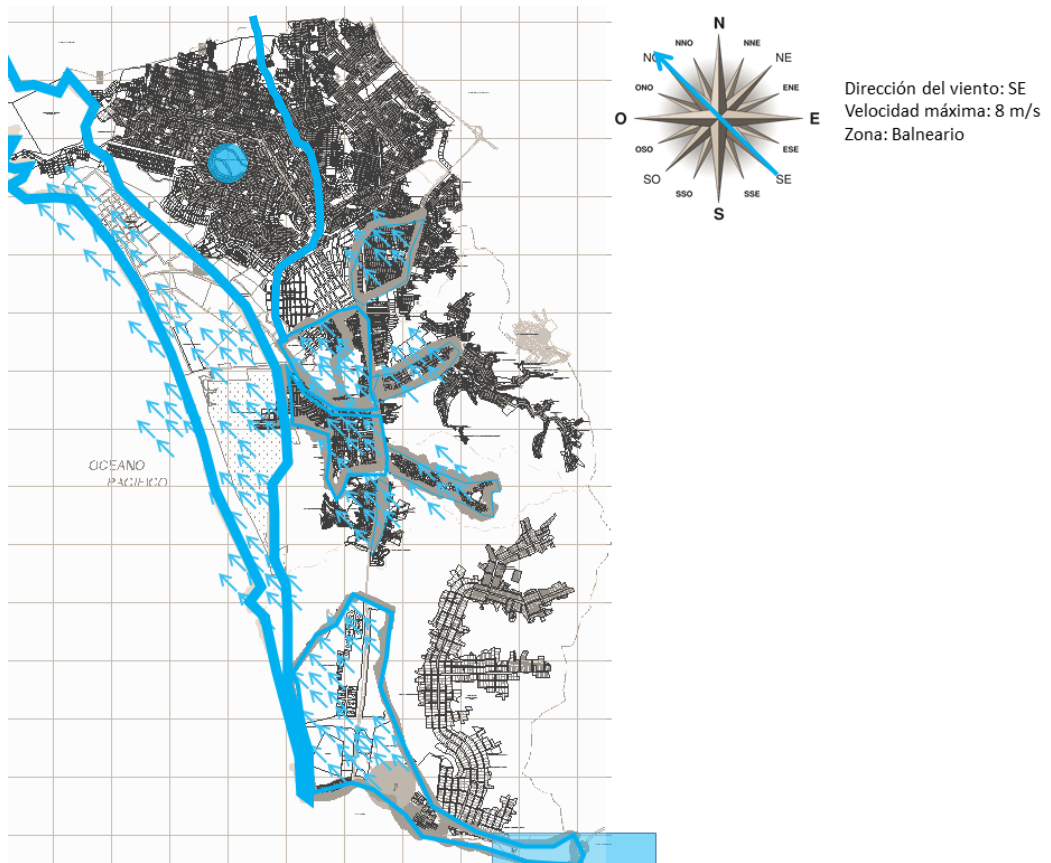 N
NNO
NNE
NO
NE
ONO
ENE
O
E
OSO
ESE
SO
SE
SSO
SSE
S
Dirección del viento: SE
Velocidad máxima: 8 m/s
Zona: Balneario
OCEANO
PACIFICO